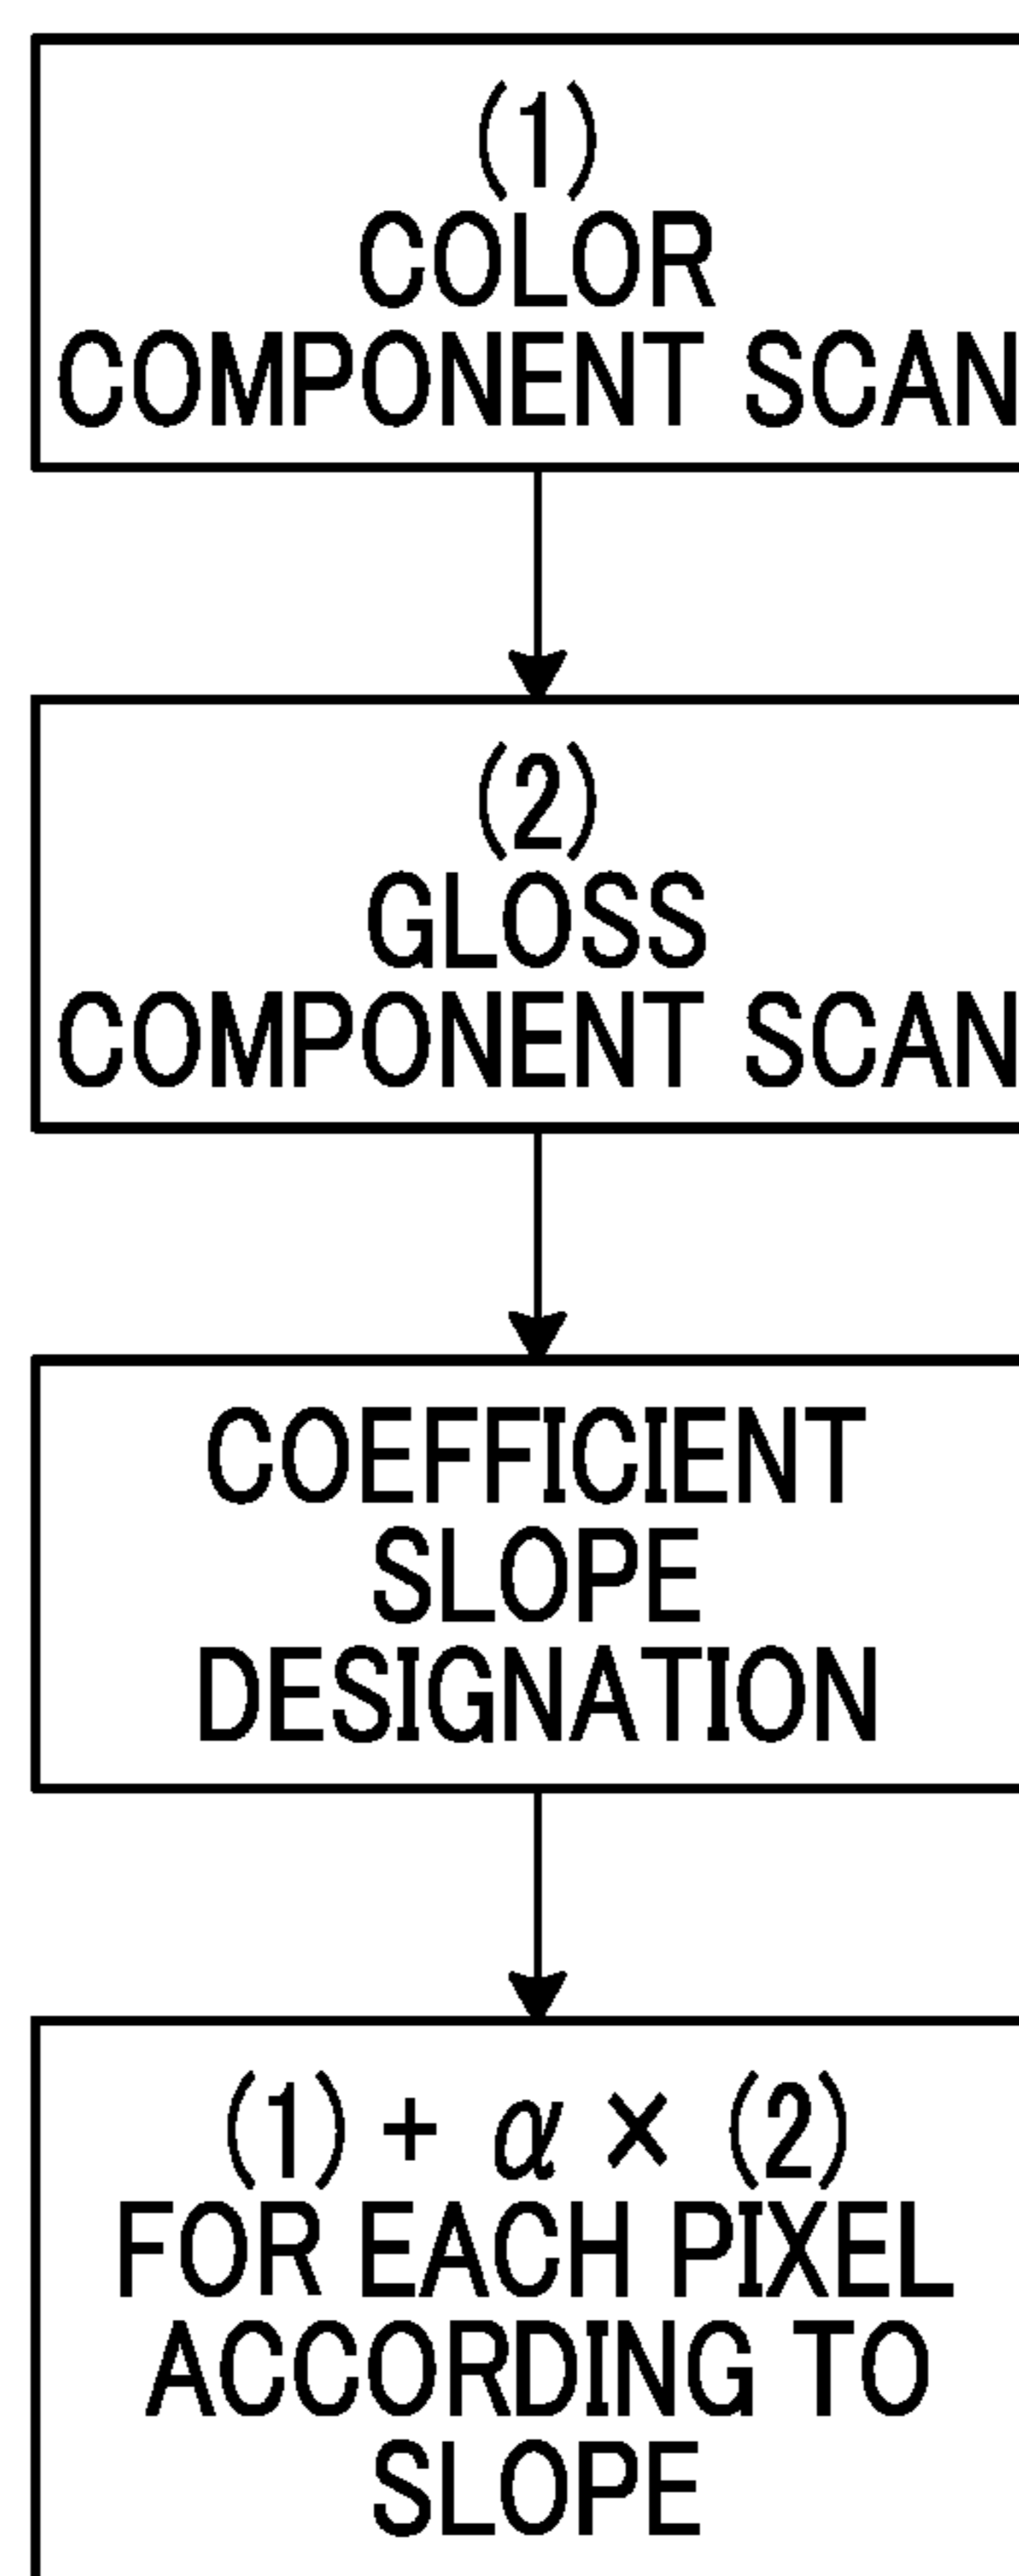 (1)
COLOR
COMPONENT SCAN
(2)
GLOSS
COMPONENT SCAN
COEFFICIENT
SLOPE
DESIGNATION
(1) + α × (2)
FOR EACH PIXEL
ACCORDING TO
SLOPE